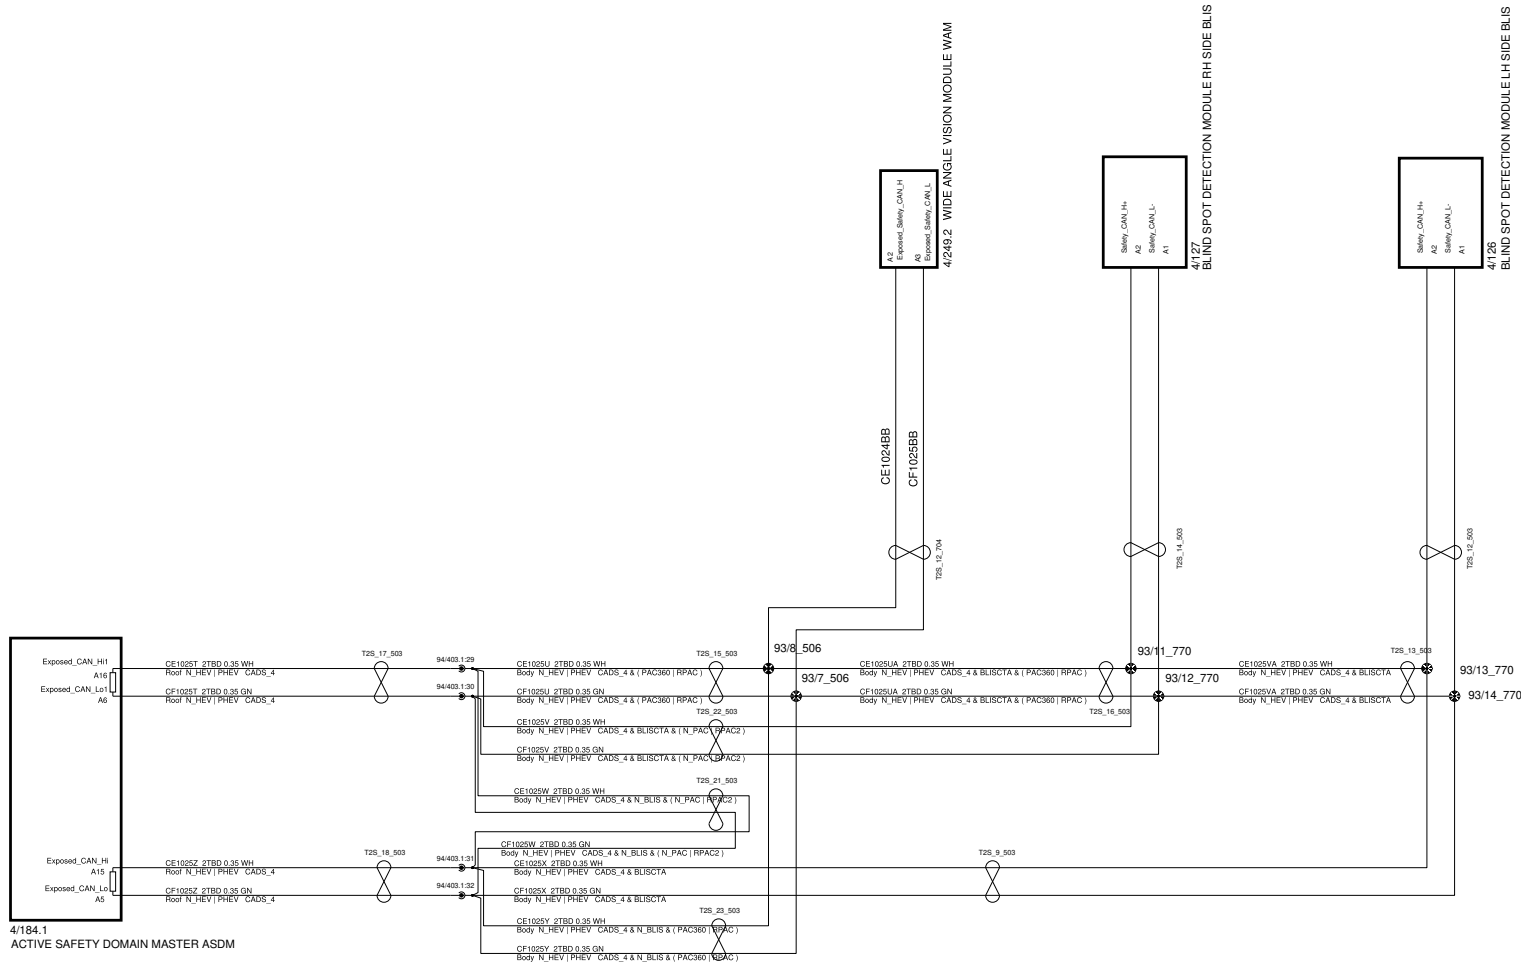 4/249.2 WIDE ANGLE VISION MODULE WAM
A2
Exposed_Safety_CAN_H
A3
Exposed_Safety_CAN_L
4/127
BLIND SPOT DETECTION MODULE RH SIDE BLIS
Safety_CAN_H+
A2
Safety_CAN_L-
A1
4/126
BLIND SPOT DETECTION MODULE LH SIDE BLIS
Safety_CAN_H+
A2
Safety_CAN_L-
A1
CE1024BB
CF1025BB
T2S_12_704
T2S_14_503
T2S_12_503
Exposed_CAN_Hi1
A16
Exposed_CAN_Lo1
A6
CE1025T 2TBD 0.35 WH
Roof N_HEV | PHEV CADS_4
CF1025T 2TBD 0.35 GN
Roof N_HEV | PHEV CADS_4
T2S_17_503
94/403.1:29
94/403.1:30
CE1025U 2TBD 0.35 WH
Body N_HEV | PHEV CADS_4 & ( PAC360 | RPAC )
CF1025U 2TBD 0.35 GN
Body N_HEV | PHEV CADS_4 & ( PAC360 | RPAC )
T2S_15_503
93/8_506
93/7_506
CE1025UA 2TBD 0.35 WH
Body N_HEV | PHEV CADS_4 & BLISCTA & ( PAC360 | RPAC )
CF1025UA 2TBD 0.35 GN
Body N_HEV | PHEV CADS_4 & BLISCTA & ( PAC360 | RPAC )
T2S_16_503
93/11_770
93/12_770
CE1025VA 2TBD 0.35 WH
Body N_HEV | PHEV CADS_4 & BLISCTA
CF1025VA 2TBD 0.35 GN
Body N_HEV | PHEV CADS_4 & BLISCTA
T2S_13_503
93/13_770
93/14_770
T2S_22_503
CE1025V 2TBD 0.35 WH
Body N_HEV | PHEV CADS_4 & BLISCTA & ( N_PAC | RPAC2 )
CF1025V 2TBD 0.35 GN
Body N_HEV | PHEV CADS_4 & BLISCTA & ( N_PAC | RPAC2 )
T2S_21_503
CE1025W 2TBD 0.35 WH
Body N_HEV | PHEV CADS_4 & N_BLIS & ( N_PAC | RPAC2 )
CF1025W 2TBD 0.35 GN
Body N_HEV | PHEV CADS_4 & N_BLIS & ( N_PAC | RPAC2 )
Exposed_CAN_Hi
A15
Exposed_CAN_Lo
A5
CE1025Z 2TBD 0.35 WH
Roof N_HEV | PHEV CADS_4
CF1025Z 2TBD 0.35 GN
Roof N_HEV | PHEV CADS_4
T2S_18_503
94/403.1:31
94/403.1:32
CE1025X 2TBD 0.35 WH
Body N_HEV | PHEV CADS_4 & BLISCTA
CF1025X 2TBD 0.35 GN
Body N_HEV | PHEV CADS_4 & BLISCTA
T2S_9_503
T2S_23_503
CE1025Y 2TBD 0.35 WH
Body N_HEV | PHEV CADS_4 & N_BLIS & ( PAC360 | RPAC )
CF1025Y 2TBD 0.35 GN
Body N_HEV | PHEV CADS_4 & N_BLIS & ( PAC360 | RPAC )
4/184.1
ACTIVE SAFETY DOMAIN MASTER ASDM